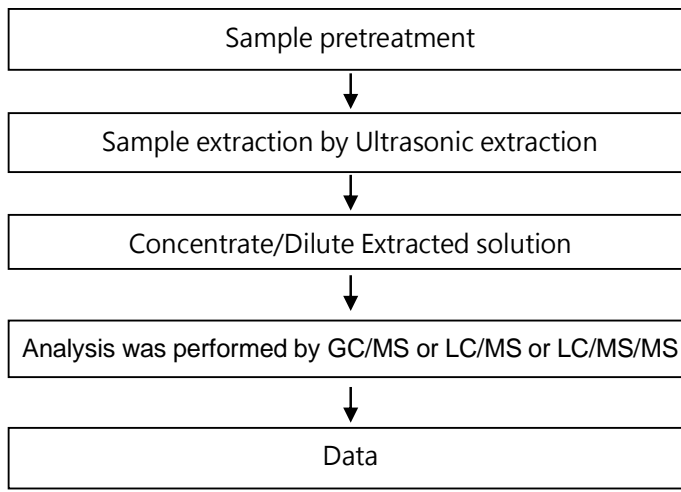 Sample pretreatment
Sample extraction by Ultrasonic extraction
Concentrate/Dilute Extracted solution
Analysis was performed by GC/MS or LC/MS or LC/MS/MS
Data